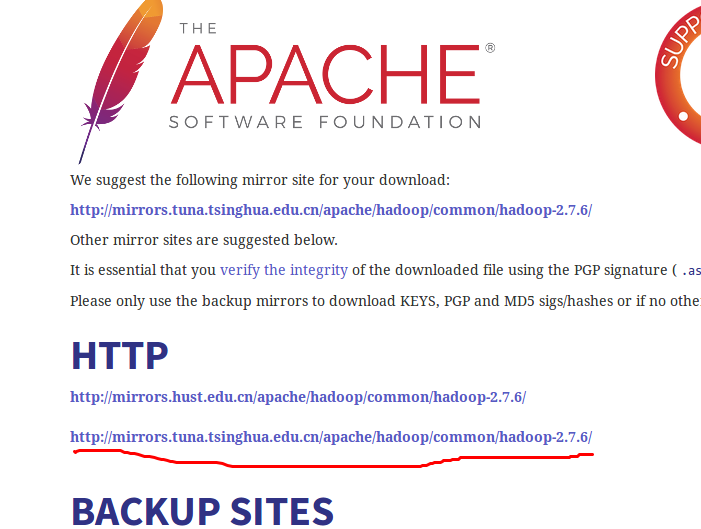 THE
APACHE®
SOFTWARE FOUNDATION
SUPP
We suggest the following mirror site for your download:
http://mirrors.tuna.tsinghua.edu.cn/apache/hadoop/common/hadoop-2.7.6/
Other mirror sites are suggested below.
It is essential that you verify the integrity of the downloaded file using the PGP signature ( .as
Please only use the backup mirrors to download KEYS, PGP and MD5 sigs/hashes or if no othe
HTTP
http://mirrors.hust.edu.cn/apache/hadoop/common/hadoop-2.7.6/
http://mirrors.tuna.tsinghua.edu.cn/apache/hadoop/common/hadoop-2.7.6/
BACKUP SITES